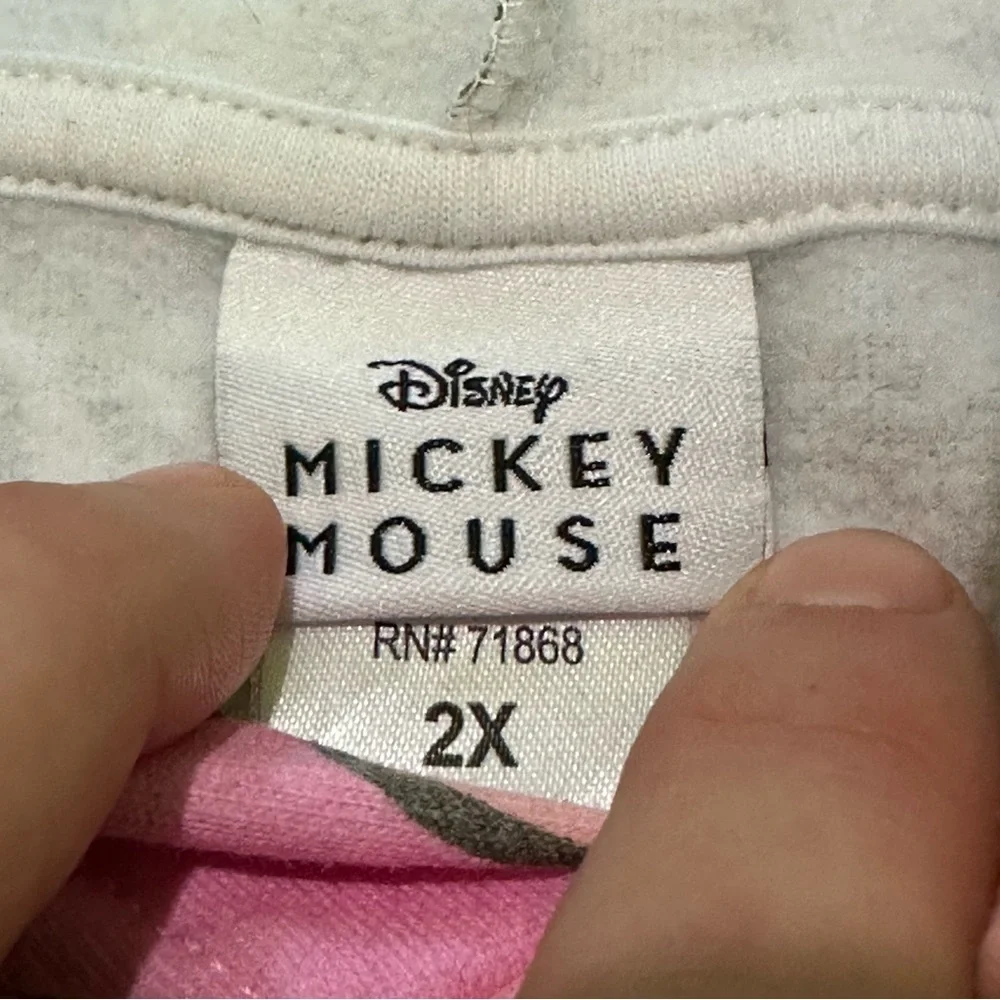 Disney
MICKEY
MOUSE
RN# 71868
2X